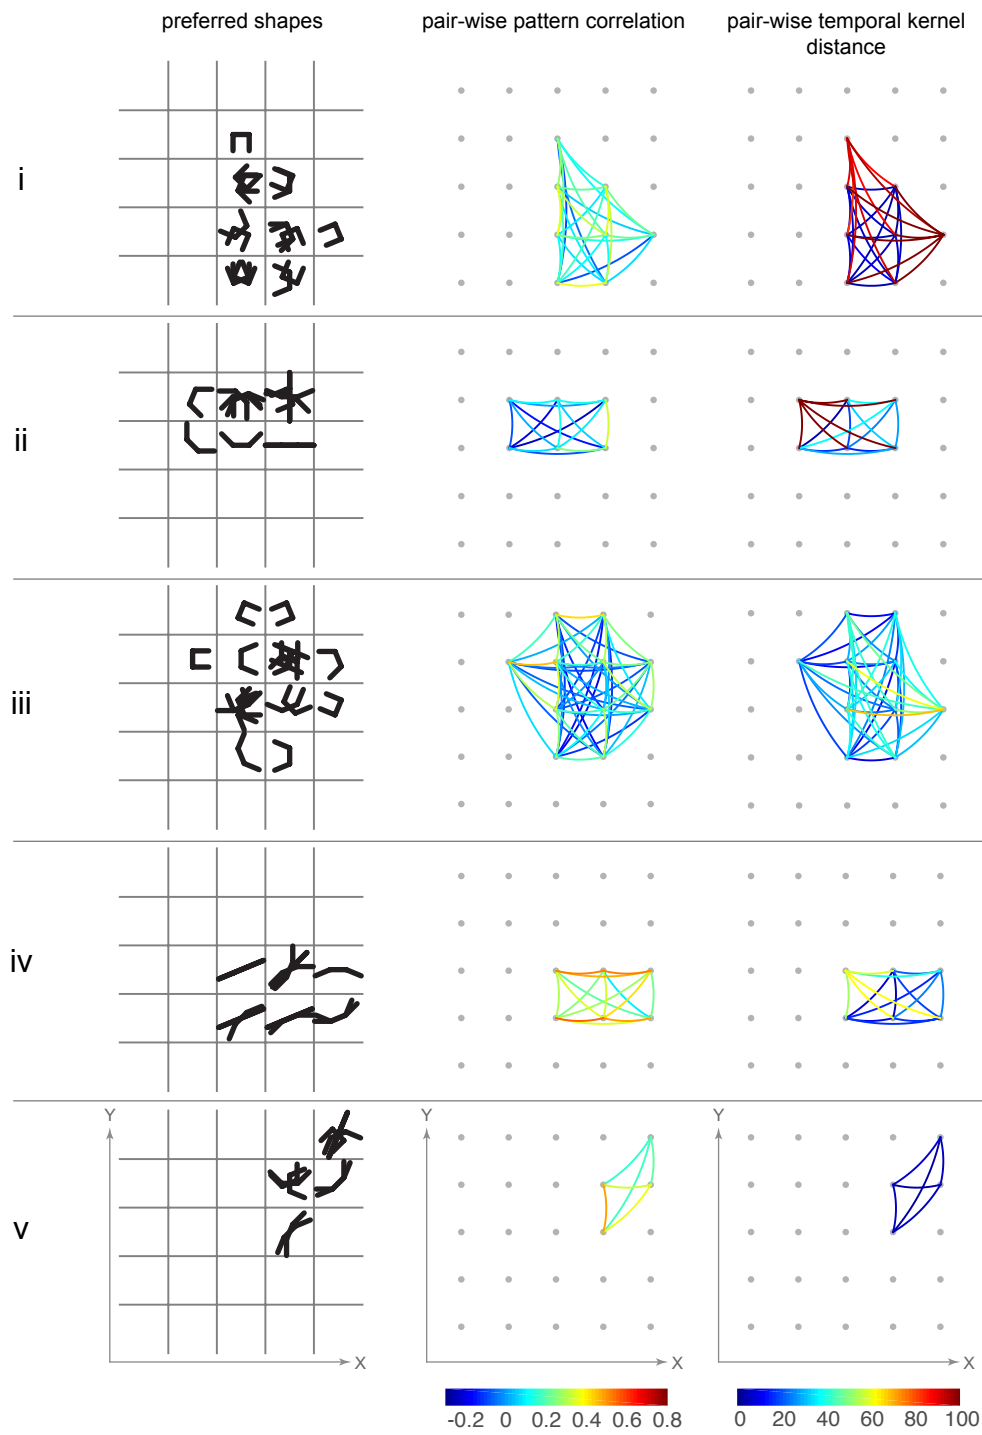 preferred shapes
pair-wise pattern correlation
pair-wise temporal kernel
distance
i
ii
iii
iv
v
Y
X
Y
X
Y
X
-0.2 0 0.2 0.4 0.6 0.8
0 20 40 60 80 100